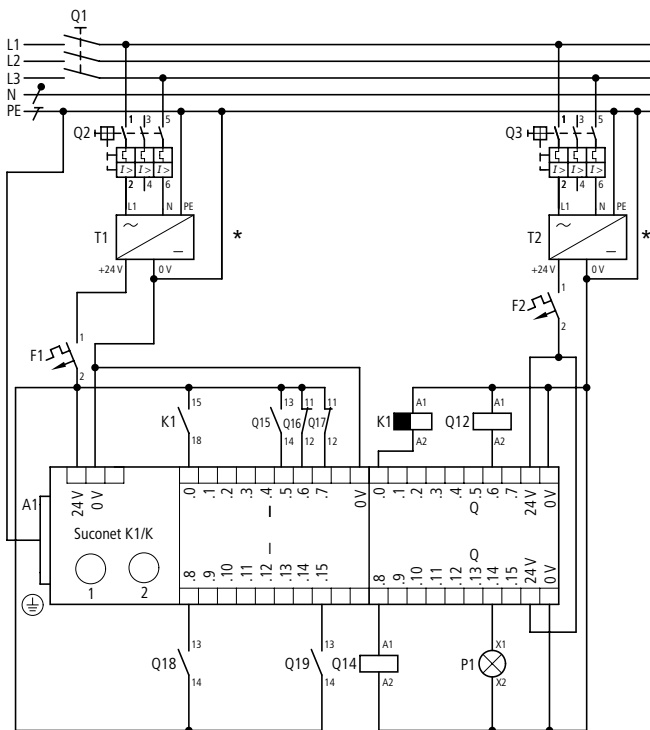 Q1
L1
L2
L3
N
PE
1 3 5
Q2
I> I> I>
2 4 6
L1 N PE
T1
~
–
*
+24 V 0 V
1 3 5
Q3
I> I> I>
2 4 6
L1 N PE
T2
~
–
*
+24 V 0 V
F1
1
2
F2
1
2
K1
15
18
Q15
13
14
Q16
11
12
Q17
11
12
K1
A1
A2
Q12
A1
A2
A1
24 V
0 V
Suconet K1/K
1
2
.0
.1
.2
.3
.4
.5
.6
.7
0 V
I
I
.8
.9
.10
.11
.12
.13
.14
.15
.0
.1
.2
.3
.4
.5
.6
.7
24 V
0 V
Q
Q
.8
.9
.10
.11
.12
.13
.14
.15
24 V
0 V
Q18
13
14
Q19
13
14
Q14
A1
A2
P1
X1
X2